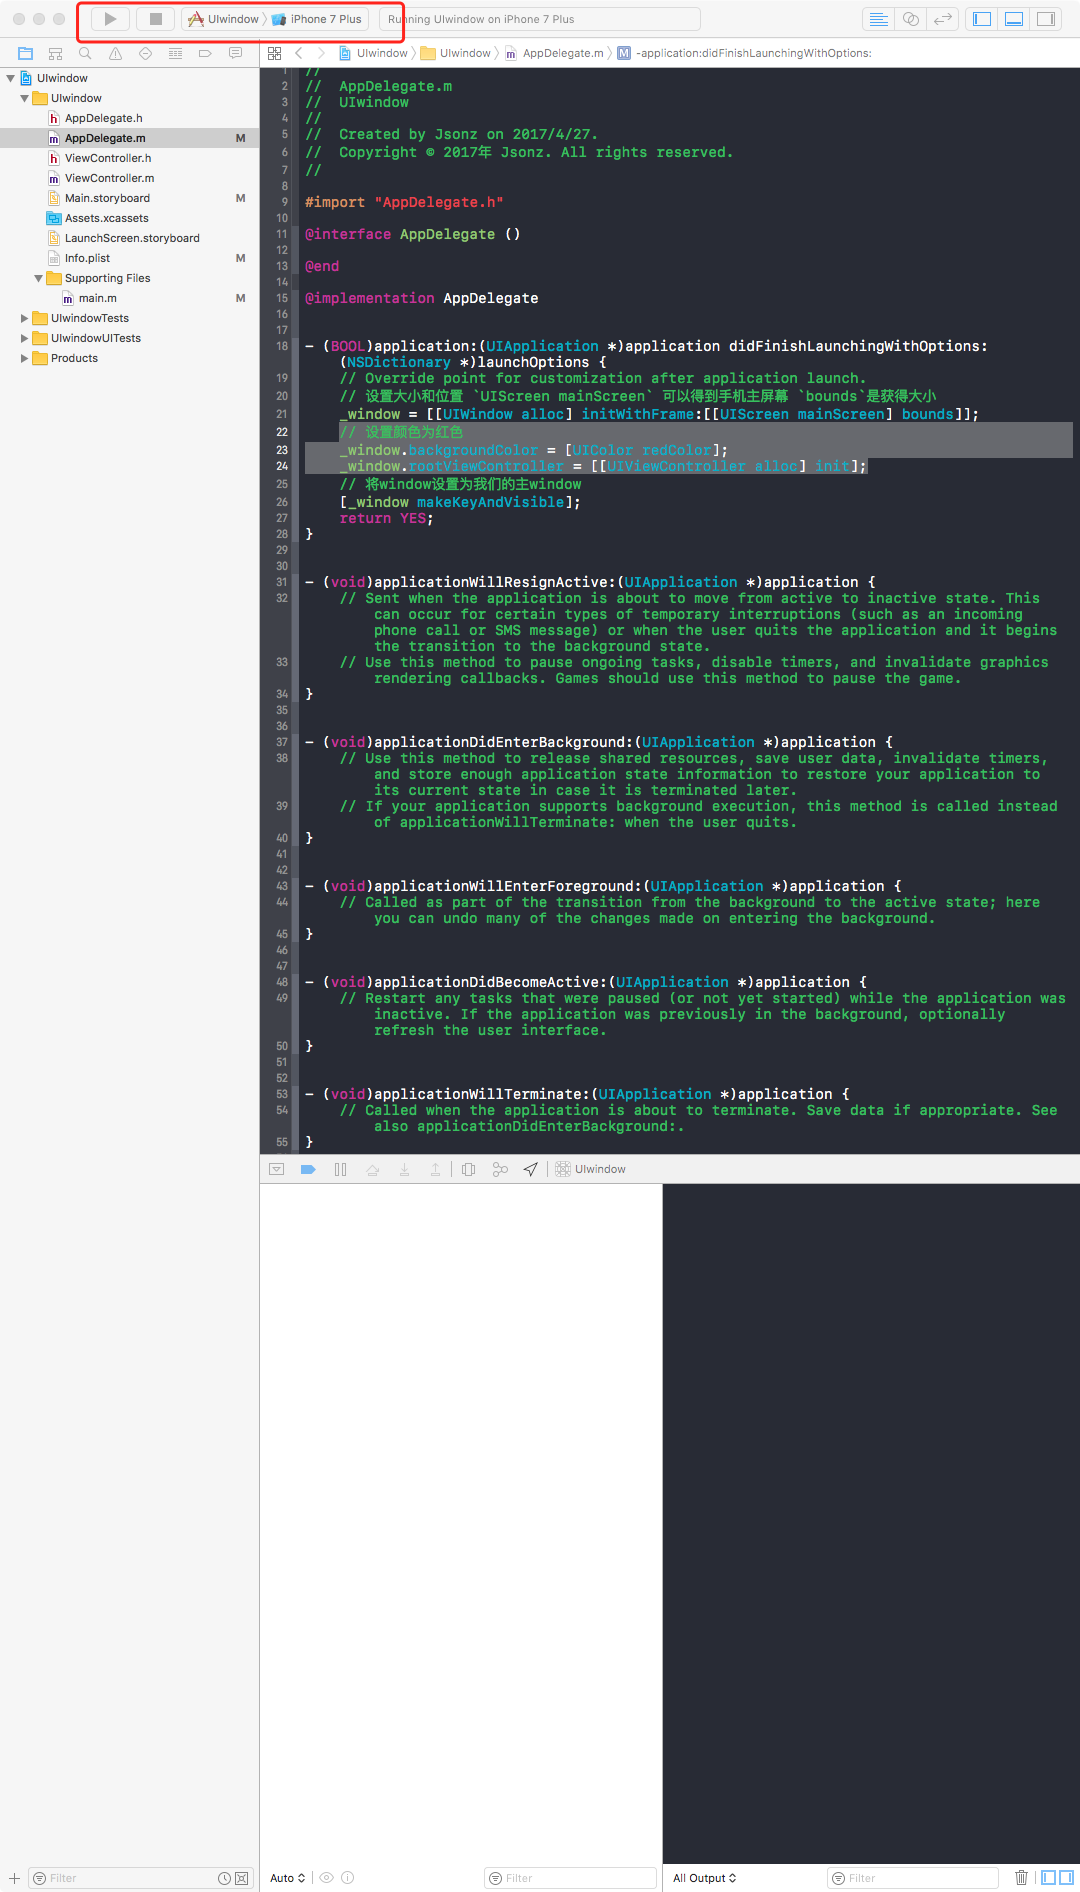 UIwindow iPhone 7 Plus Running UIwindow on iPhone 7 Plus
UIwindow UIwindow AppDelegate.m -application:didFinishLaunchingWithOptions:
UIwindow
UIwindow
AppDelegate.h
AppDelegate.m M
ViewController.h
ViewController.m
Main.storyboard M
Assets.xcassets
LaunchScreen.storyboard
Info.plist M
Supporting Files
main.m M
UIwindowTests
UIwindowUITests
Products
1 //
2 //  AppDelegate.m
3 //  UIwindow
4 //
5 //  Created by Jsonz on 2017/4/27.
6 //  Copyright © 2017年 Jsonz. All rights reserved.
7 //
8
9 #import "AppDelegate.h"
10
11 @interface AppDelegate ()
12
13 @end
14
15 @implementation AppDelegate
16
17
18 - (BOOL)application:(UIApplication *)application didFinishLaunchingWithOptions:
(NSDictionary *)launchOptions {
19 // Override point for customization after application launch.
20 // 设置大小和位置 `UIScreen mainScreen` 可以得到手机主屏幕 `bounds`是获得大小
21 _window = [[UIWindow alloc] initWithFrame:[[UIScreen mainScreen] bounds]];
22 // 设置颜色为红色
23 _window.backgroundColor = [UIColor redColor];
24 _window.rootViewController = [[UIViewController alloc] init];
25 // 将window设置为我们的主window
26 [_window makeKeyAndVisible];
27 return YES;
28 }
29
30
31 - (void)applicationWillResignActive:(UIApplication *)application {
32 // Sent when the application is about to move from active to inactive state. This
can occur for certain types of temporary interruptions (such as an incoming
phone call or SMS message) or when the user quits the application and it begins
the transition to the background state.
33 // Use this method to pause ongoing tasks, disable timers, and invalidate graphics
rendering callbacks. Games should use this method to pause the game.
34 }
35
36
37 - (void)applicationDidEnterBackground:(UIApplication *)application {
38 // Use this method to release shared resources, save user data, invalidate timers,
and store enough application state information to restore your application to
its current state in case it is terminated later.
39 // If your application supports background execution, this method is called instead
of applicationWillTerminate: when the user quits.
40 }
41
42
43 - (void)applicationWillEnterForeground:(UIApplication *)application {
44 // Called as part of the transition from the background to the active state; here
you can undo many of the changes made on entering the background.
45 }
46
47
48 - (void)applicationDidBecomeActive:(UIApplication *)application {
49 // Restart any tasks that were paused (or not yet started) while the application was
inactive. If the application was previously in the background, optionally
refresh the user interface.
50 }
51
52
53 - (void)applicationWillTerminate:(UIApplication *)application {
54 // Called when the application is about to terminate. Save data if appropriate. See
also applicationDidEnterBackground:.
55 }
UIwindow
Filter Auto Filter All Output Filter